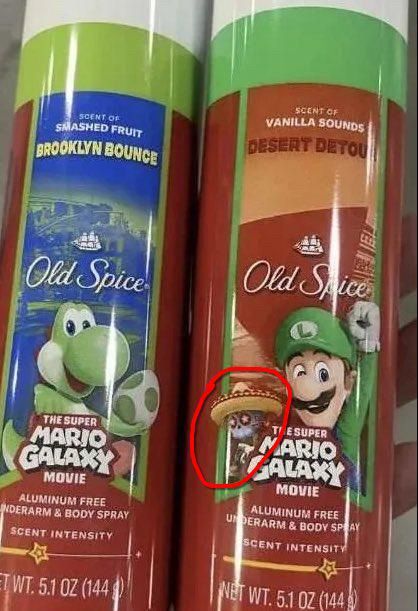 SCENT OF
SMASHED FRUIT
BROOKLYN BOUNCE
Old Spice
THE SUPER
MARIO
GALAXY
MOVIE
ALUMINUM FREE
UNDERARM & BODY SPRAY
SCENT INTENSITY
- +
ET WT. 5.1 OZ (144 g)
SCENT OF
VANILLA SOUNDS
DESERT DETOU
Old Spice
L
THE SUPER
MARIO
GALAXY
MOVIE
ALUMINUM FREE
UNDERARM & BODY SPRAY
SCENT INTENSITY
- +
NET WT. 5.1 OZ (144 g)